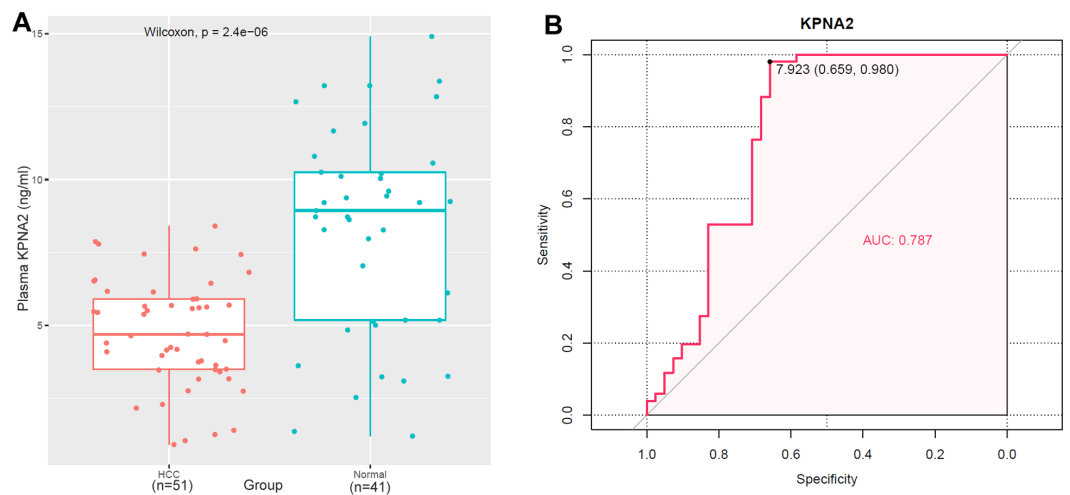 A
Wilcoxon, p = 2.4e−06
Plasma KPNA2 (ng/ml)
15
10
5
HCC
(n=51)
Group
Normal
(n=41)
B
KPNA2
7.923 (0.659, 0.980)
AUC: 0.787
Sensitivity
1.0
0.8
0.6
0.4
0.2
0.0
1.0 0.8 0.6 0.4 0.2 0.0
Specificity